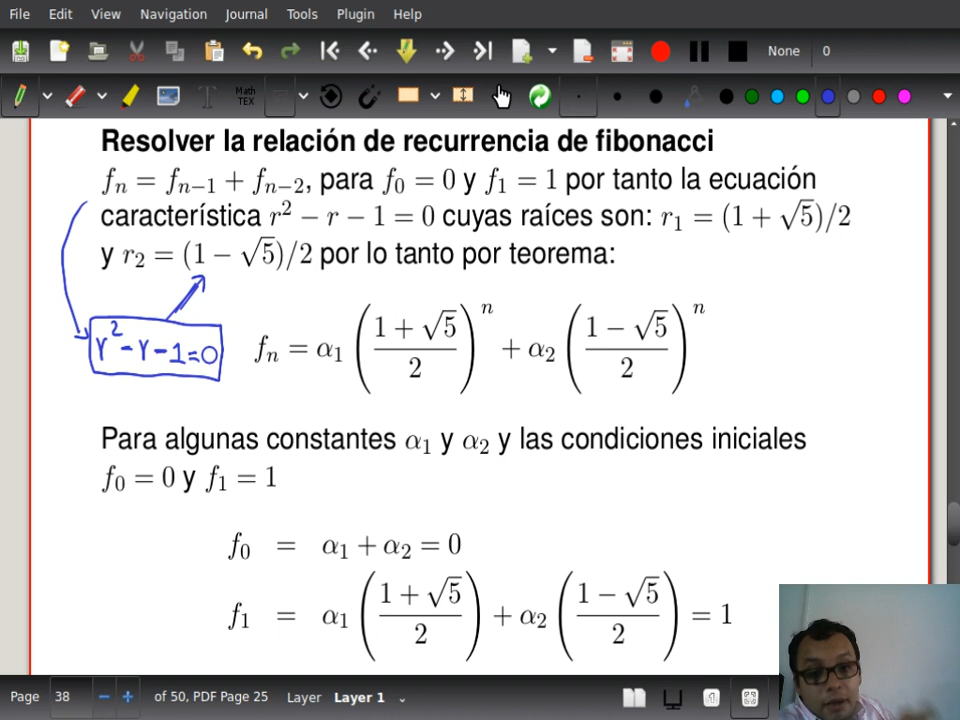 File Edit View Navigation Journal Tools Plugin Help
None 0
Math TEX
Resolver la relación de recurrencia de fibonacci
fₙ = fₙ₋₁ + fₙ₋₂, para f₀ = 0 y f₁ = 1 por tanto la ecuación
característica r² − r − 1 = 0 cuyas raíces son: r₁ = (1 + √5)/2
y r₂ = (1 − √5)/2 por lo tanto por teorema:
r² - r - 1 = 0
fₙ = α₁ ((1 + √5)/2)ⁿ + α₂ ((1 − √5)/2)ⁿ
Para algunas constantes α₁ y α₂ y las condiciones iniciales
f₀ = 0 y f₁ = 1
f₀ = α₁ + α₂ = 0
f₁ = α₁ ((1 + √5)/2) + α₂ ((1 − √5)/2) = 1
Page 38 − + of 50, PDF Page 25 Layer Layer 1